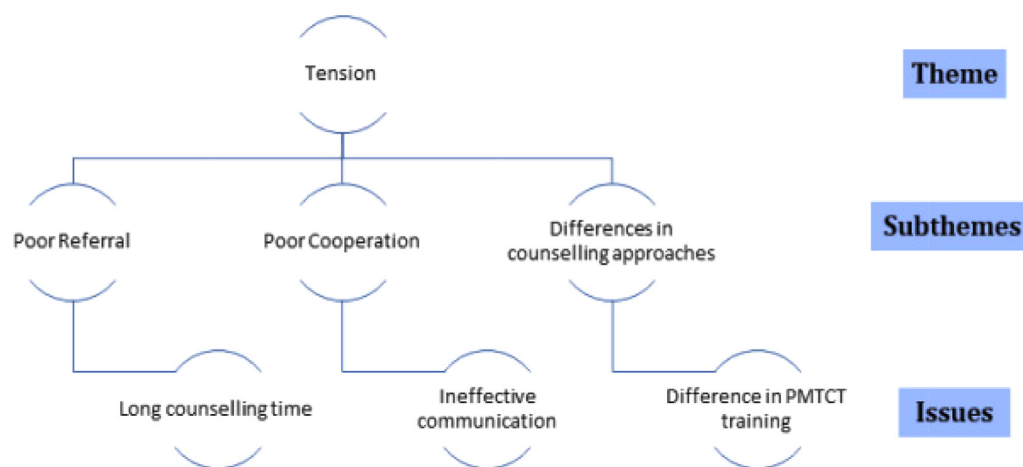 Tension
Theme
Poor Referral
Poor Cooperation
Differences in
counselling approaches
Subthemes
Long counselling time
Ineffective
communication
Difference in PMTCT
training
Issues